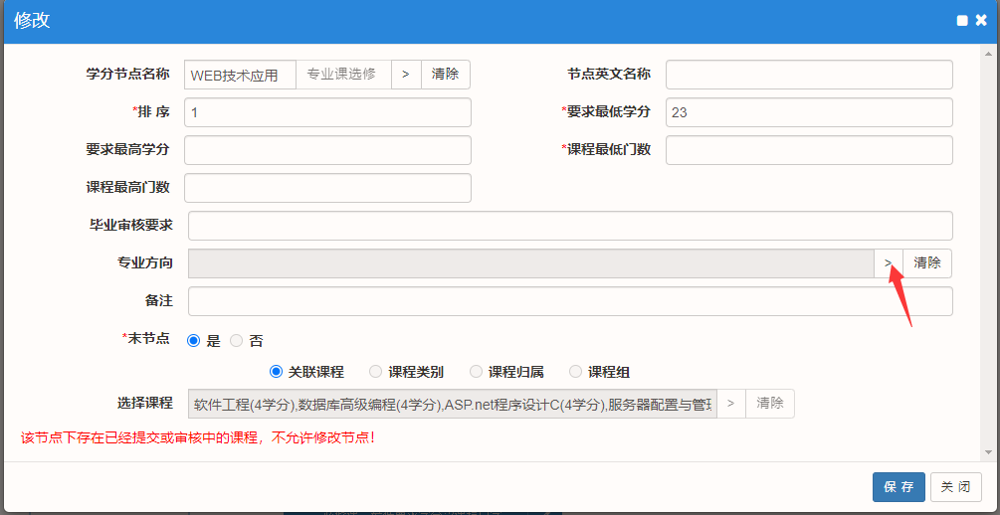 修改
学分节点名称 WEB技术应用 专业课选修 > 清除 节点英文名称
*排 序 1 *要求最低学分 23
要求最高学分 *课程最低门数
课程最高门数
毕业审核要求
专业方向 > 清除
备注
*末节点 是 否
关联课程 课程类别 课程归属 课程组
选择课程 软件工程(4学分),数据库高级编程(4学分),ASP.net程序设计C(4学分),服务器配置与管 > 清除
该节点下存在已经提交或审核中的课程，不允许修改节点！
保 存 关 闭